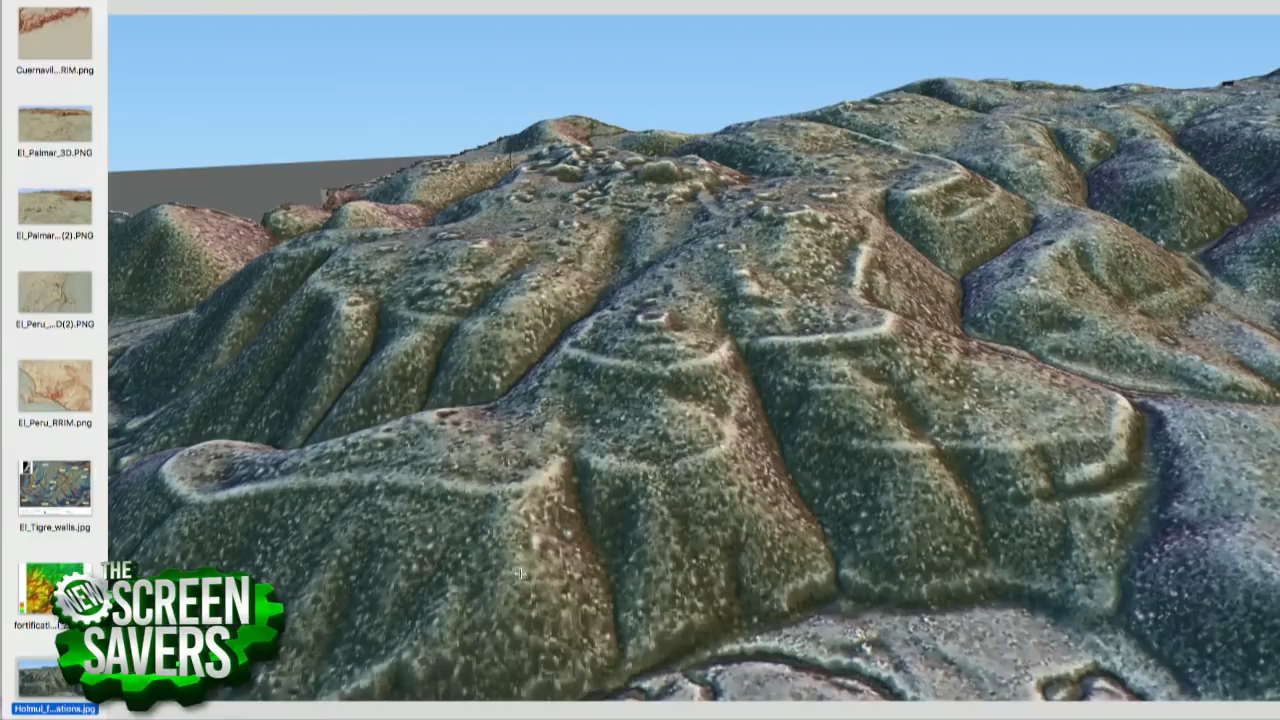 Cuernavil...RIM.png
El_Palmar_3D.PNG
El_Palmar...(2).PNG
El_Peru_...D(2).PNG
El_Peru_RRIM.png
El_Tigre_walls.jpg
fortificati...
Holmul_f...ations.jpg
THE
NEW
SCREEN
SAVERS